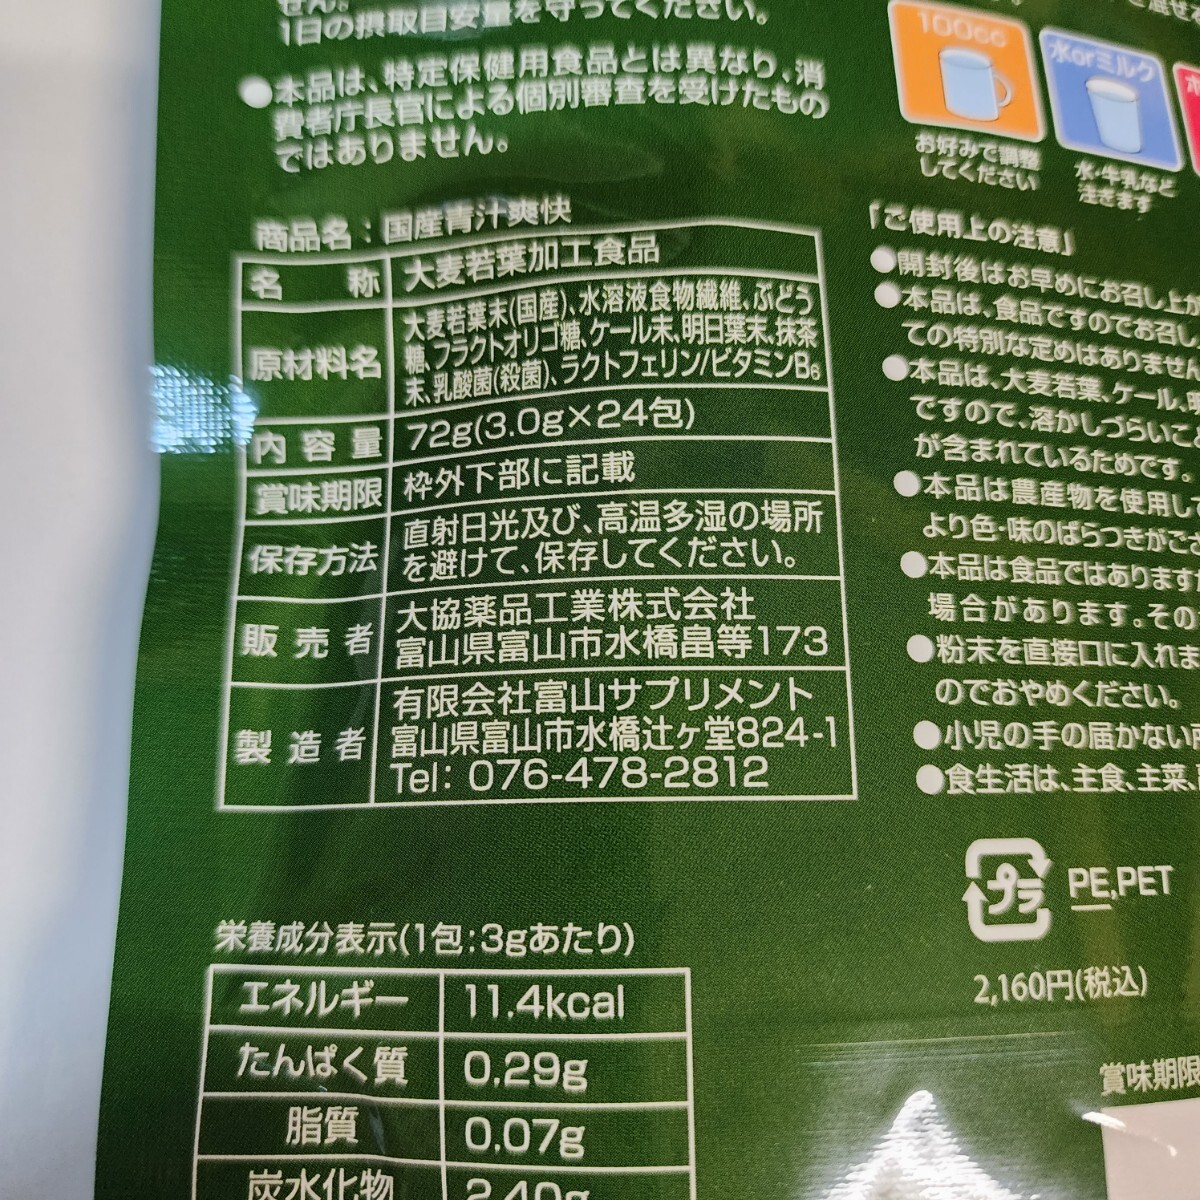 せん。
1日の摂取目安量を守ってください。
●本品は、特定保健用食品とは異なり、消
費者庁長官による個別審査を受けたもの
ではありません。
商品名：国産青汁爽快
名称 大麦若葉加工食品
原材料名 大麦若葉末(国産)、水溶液食物繊維、ぶどう
糖、フラクトオリゴ糖、ケール末、明日葉末、抹茶
末、乳酸菌(殺菌)、ラクトフェリン/ビタミンB6
内容量 72g(3.0g×24包)
賞味期限 枠外下部に記載
保存方法 直射日光及び、高温多湿の場所
を避けて、保存してください。
販売者 大協薬品工業株式会社
富山県富山市水橋畠等173
製造者 有限会社富山サプリメント
富山県富山市水橋辻ヶ堂824-1
Tel: 076-478-2812
栄養成分表示(1包:3gあたり)
エネルギー 11.4kcal
たんぱく質 0.29g
脂質 0.07g
炭水化物 2.40g
100cc
お好みで調整
してください
水orミルク
水・牛乳など
注ぎます
「ご使用上の注意」
●開封後はお早めにお召し上が
●本品は、食品ですのでお召し
ての特別な定めはありません
●本品は、大麦若葉、ケール、
ですので、溶かしづらいこ
が含まれているためです。
●本品は農産物を使用し
より色・味のばらつきがご
●本品は食品ではあります
場合があります。その
●粉末を直接口に入れま
のでおやめください。
●小児の手の届かない
●食生活は、主食、主菜、
プラ
PE,PET
2,160円(税込)
賞味期限